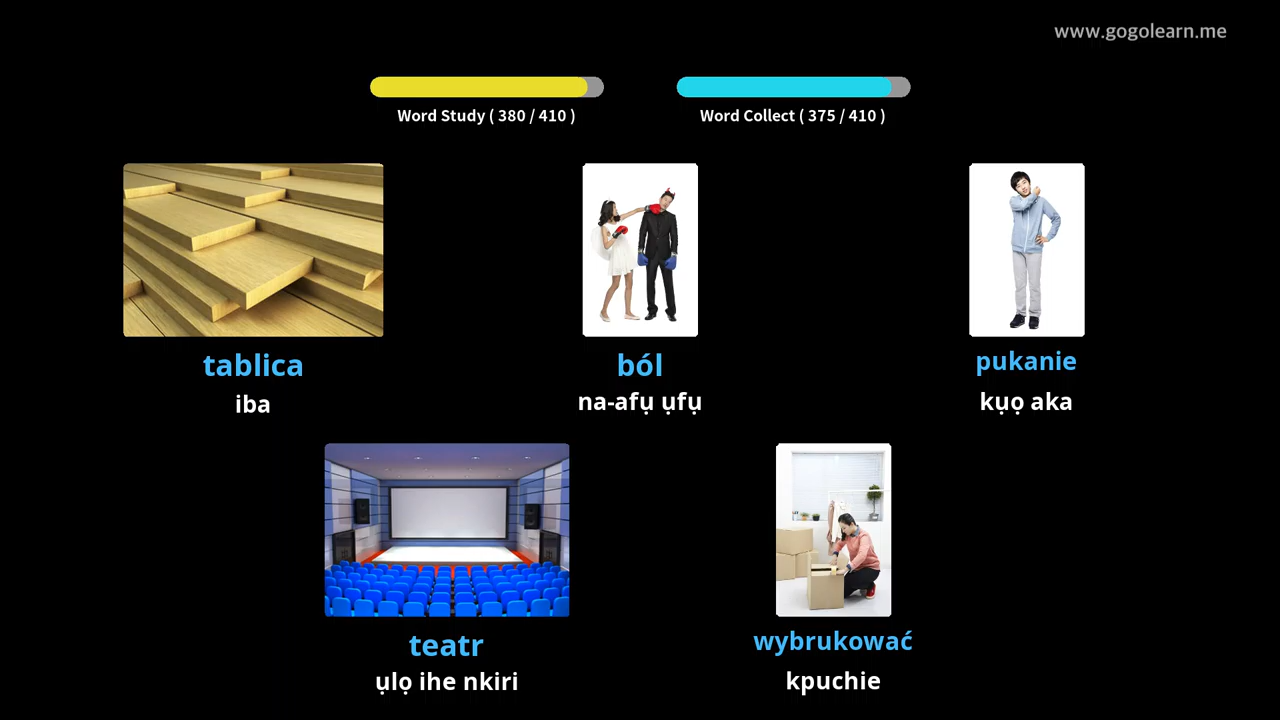 www.gogolearn.me
Word Study ( 380 / 410 )
Word Collect ( 375 / 410 )
tablica
iba
ból
na-afụ ụfụ
pukanie
kụọ aka
teatr
ụlọ ihe nkiri
wybrukować
kpuchie